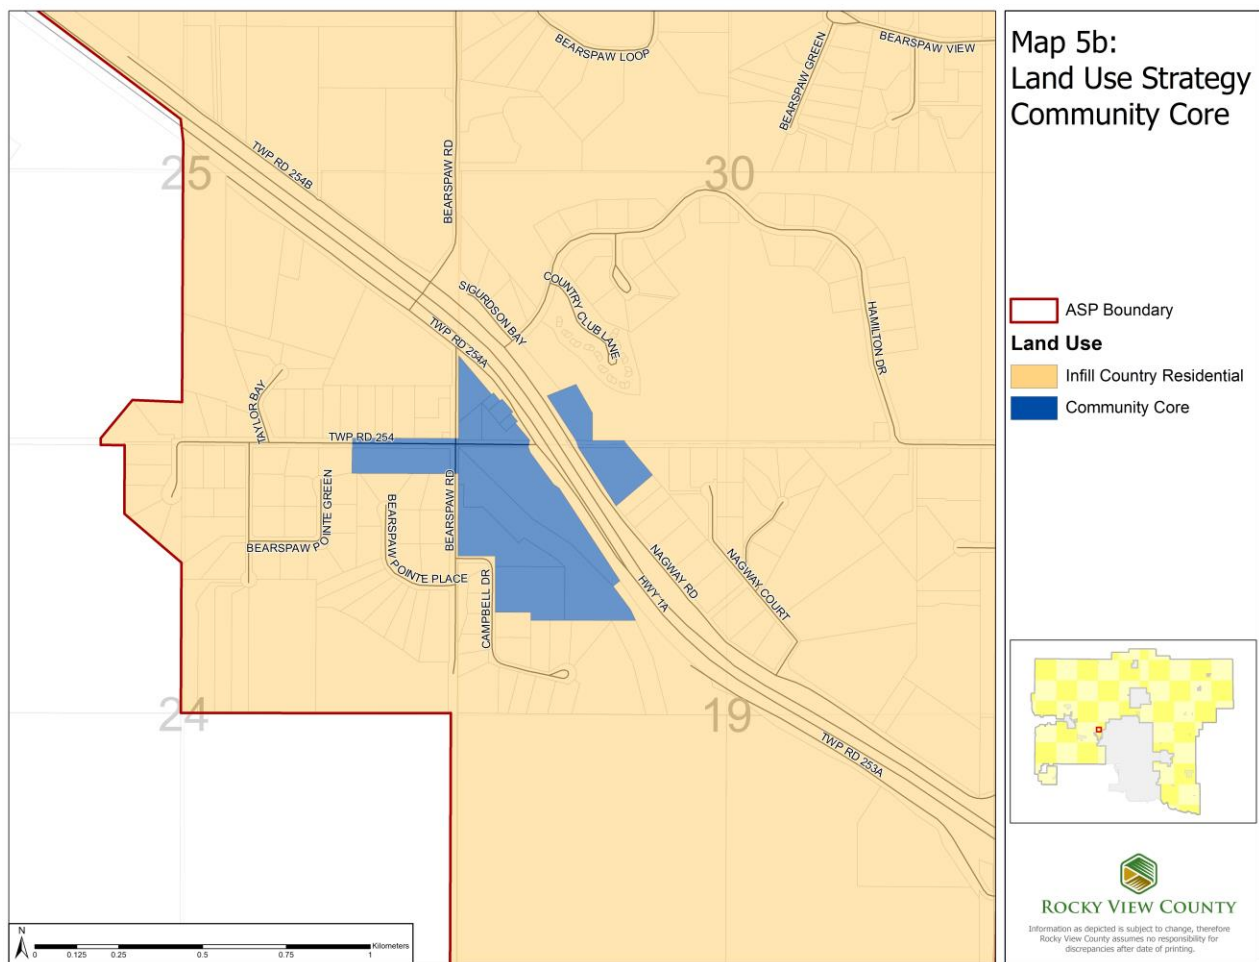 Map 5b:
Land Use Strategy
Community Core
ASP Boundary
Land Use
Infill Country Residential
Community Core
BEARSPAW LOOP
BEARSPAW GREEN
BEARSPAW VIEW
25
30
TWP RD 254B
BEARSPAW RD
SIGURDSON BAY
COUNTRY CLUB LANE
HAMILTON DR
TWP RD 254A
TAYLOR BAY
TWP RD 254
BEARSPAW RD
POINTE GREEN
BEARSPAW
BEARSPAW
POINTE PLACE
CAMPBELL DR
HWY 1A
NAGWAY RD
NAGWAY COURT
24
19
TWP RD 253A
N
0 0.125 0.25 0.5 0.75 1
Kilometers
ROCKY VIEW COUNTY
Information as depicted is subject to change, therefore
Rocky View County assumes no responsibility for
discrepancies after date of printing.